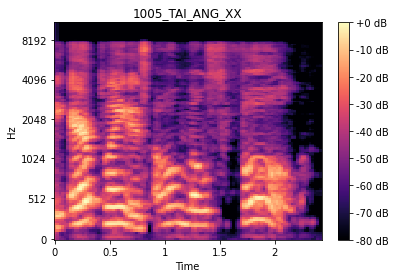 1005_TAI_ANG_XX
8192
4096
2048
1024
512
0
Hz
0
0.5
1
1.5
2
Time
+0 dB
-10 dB
-20 dB
-30 dB
-40 dB
-50 dB
-60 dB
-70 dB
-80 dB